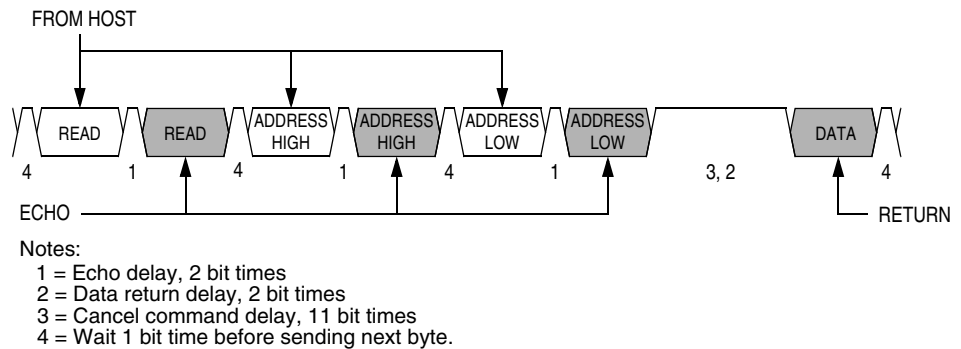 FROM HOST
READ READ ADDRESS HIGH ADDRESS HIGH ADDRESS LOW ADDRESS LOW DATA
4 1 4 1 4 1 3, 2 4
ECHO RETURN
Notes:
1 = Echo delay, 2 bit times
2 = Data return delay, 2 bit times
3 = Cancel command delay, 11 bit times
4 = Wait 1 bit time before sending next byte.